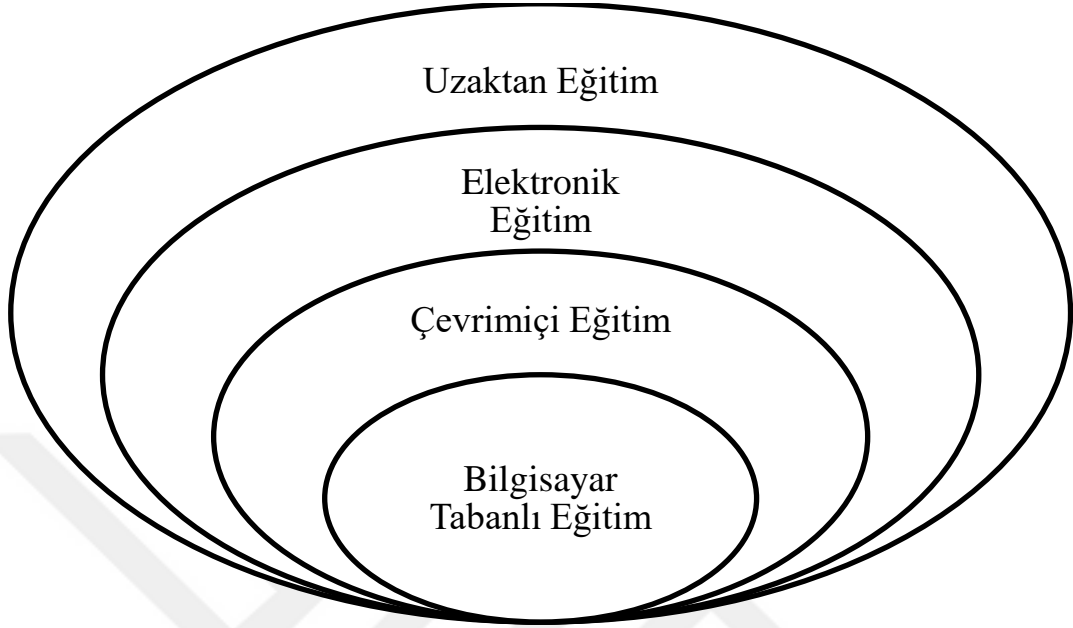 Uzaktan Eğitim
Elektronik
Eğitim
Çevrimiçi Eğitim
Bilgisayar
Tabanlı Eğitim